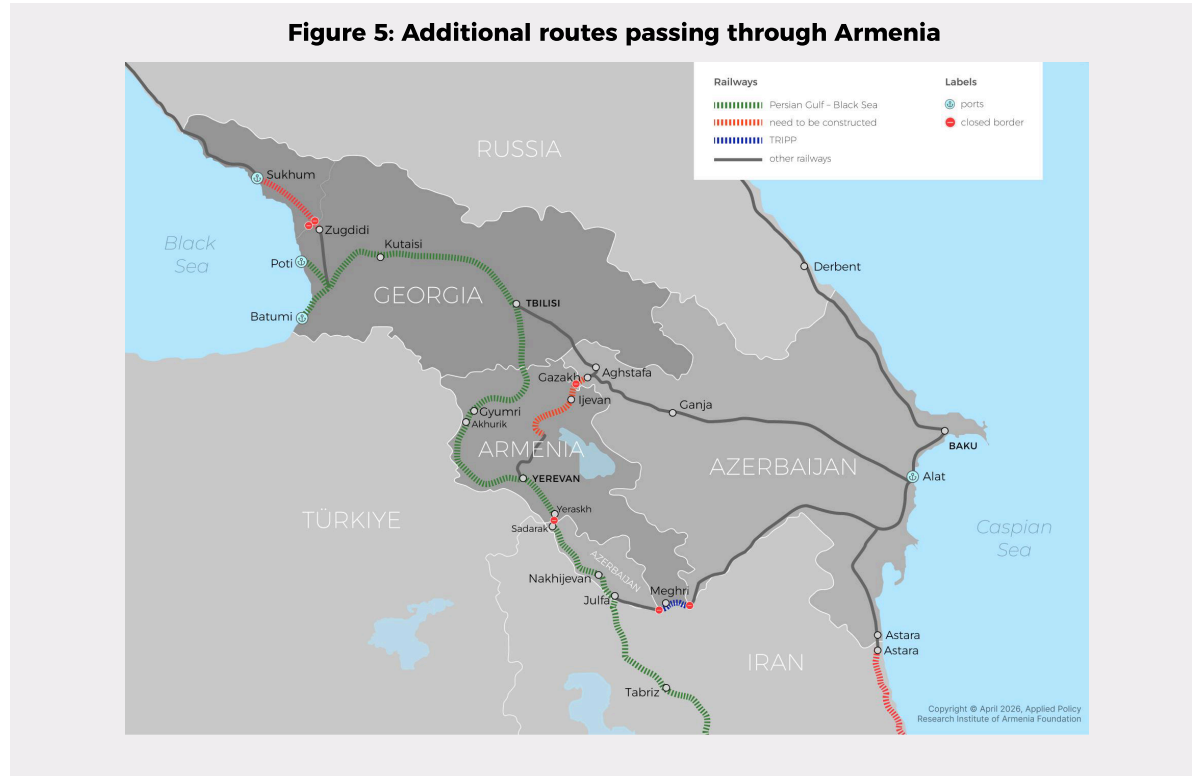 Figure 5: Additional routes passing through Armenia
Railways
Persian Gulf – Black Sea
need to be constructed
TRIPP
other railways
Labels
ports
closed border
RUSSIA
Sukhum
Zugdidi
Black
Sea
Kutaisi
Poti
GEORGIA
Batumi
TBILISI
Derbent
Aghstafa
Gazakh
Ijevan
Ganja
Gyumri
Akhurik
ARMENIA
AZERBAIJAN
BAKU
YEREVAN
Alat
TÜRKIYE
Yeraskh
Sadarak
Caspian
Sea
AZERBAIJAN
Nakhijevan
Meghri
Julfa
Astara
Astara
IRAN
Tabriz
Copyright © April 2026, Applied Policy
Research Institute of Armenia Foundation